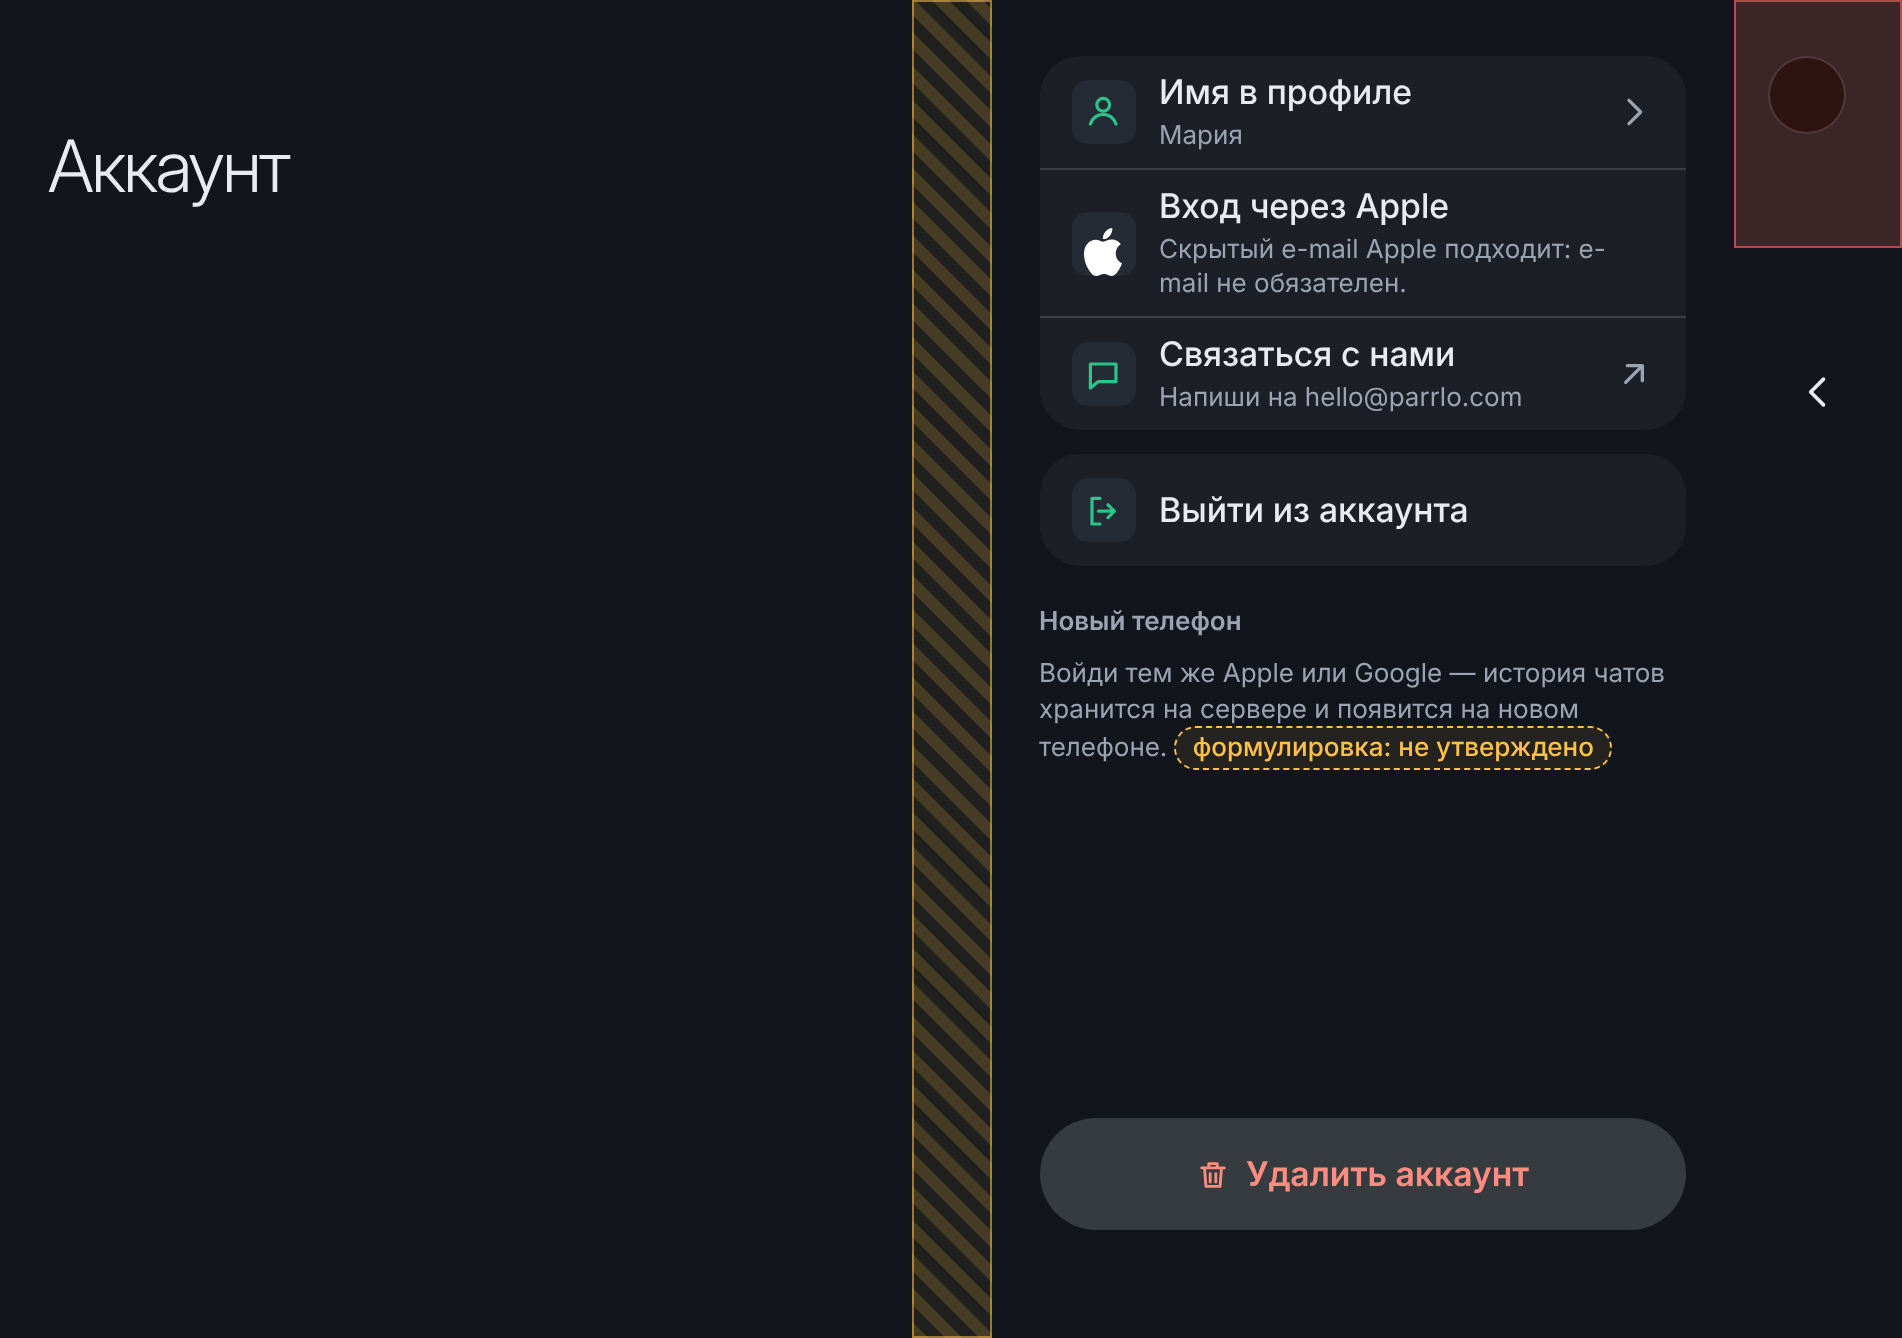 Аккаунт
Имя в профиле
Мария
Вход через Apple
Скрытый e-mail Apple подходит: e-
mail не обязателен.
Связаться с нами
Напиши на hello@parrlo.com
Выйти из аккаунта
Новый телефон
Войди тем же Apple или Google — история чатов
хранится на сервере и появится на новом
телефоне. формулировка: не утверждено
Удалить аккаунт